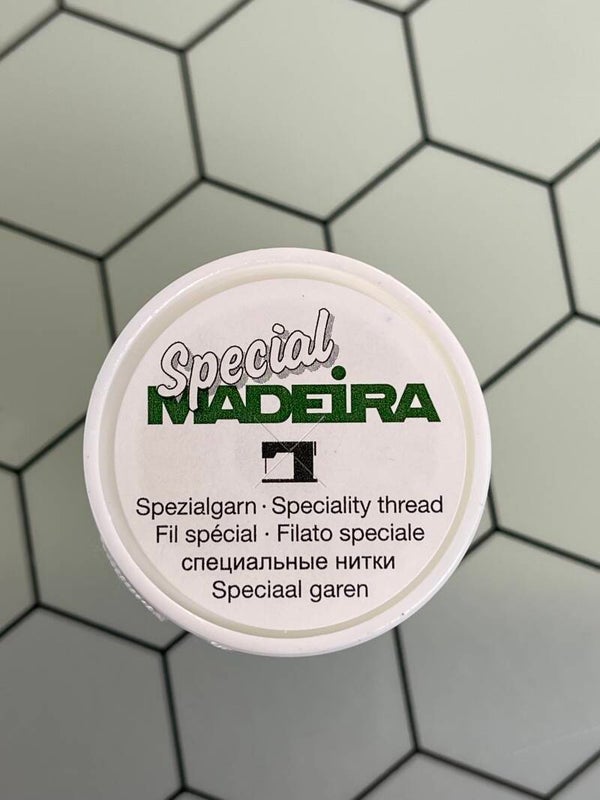 Special
MADEiRA
Spezialgarn · Speciality thread
Fil spécial · Filato speciale
специальные нитки
Speciaal garen